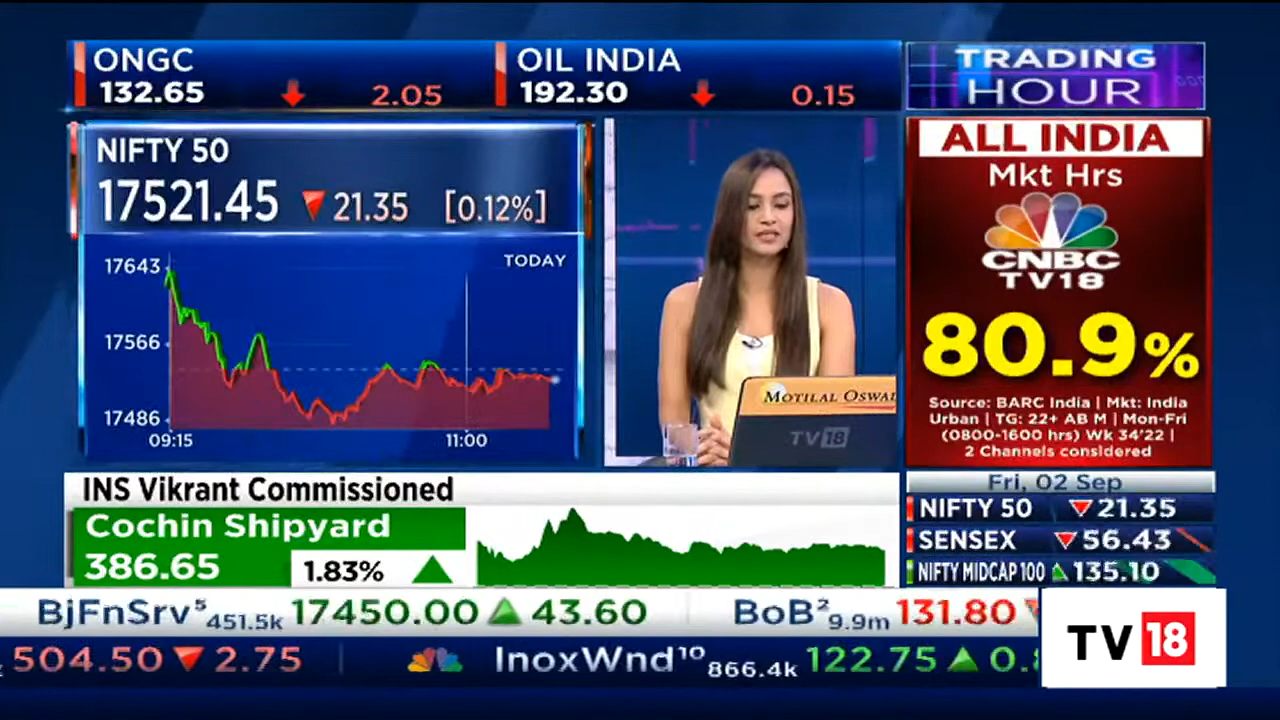 ONGC
132.65 2.05
OIL INDIA
192.30 0.15
TRADING
HOUR
NIFTY 50
17521.45 21.35 [0.12%]
TODAY
17643
17566
17486
09:15 11:00
MOTILAL OSWAL
TV18
ALL INDIA
Mkt Hrs
CNBC
TV18
80.9%
Source: BARC India | Mkt: India
Urban | TG: 22+ AB M | Mon-Fri
(0800-1600 hrs) Wk 34'22 |
2 Channels considered
INS Vikrant Commissioned
Cochin Shipyard
386.65 1.83%
Fri, 02 Sep
NIFTY 50 21.35
SENSEX 56.43
NIFTY MIDCAP 100 135.10
BjFnSrv⁵ 451.5k 17450.00 43.60 BoB² 9.9m 131.80
504.50 2.75 InoxWnd¹⁰ 866.4k 122.75 0.8
TV18